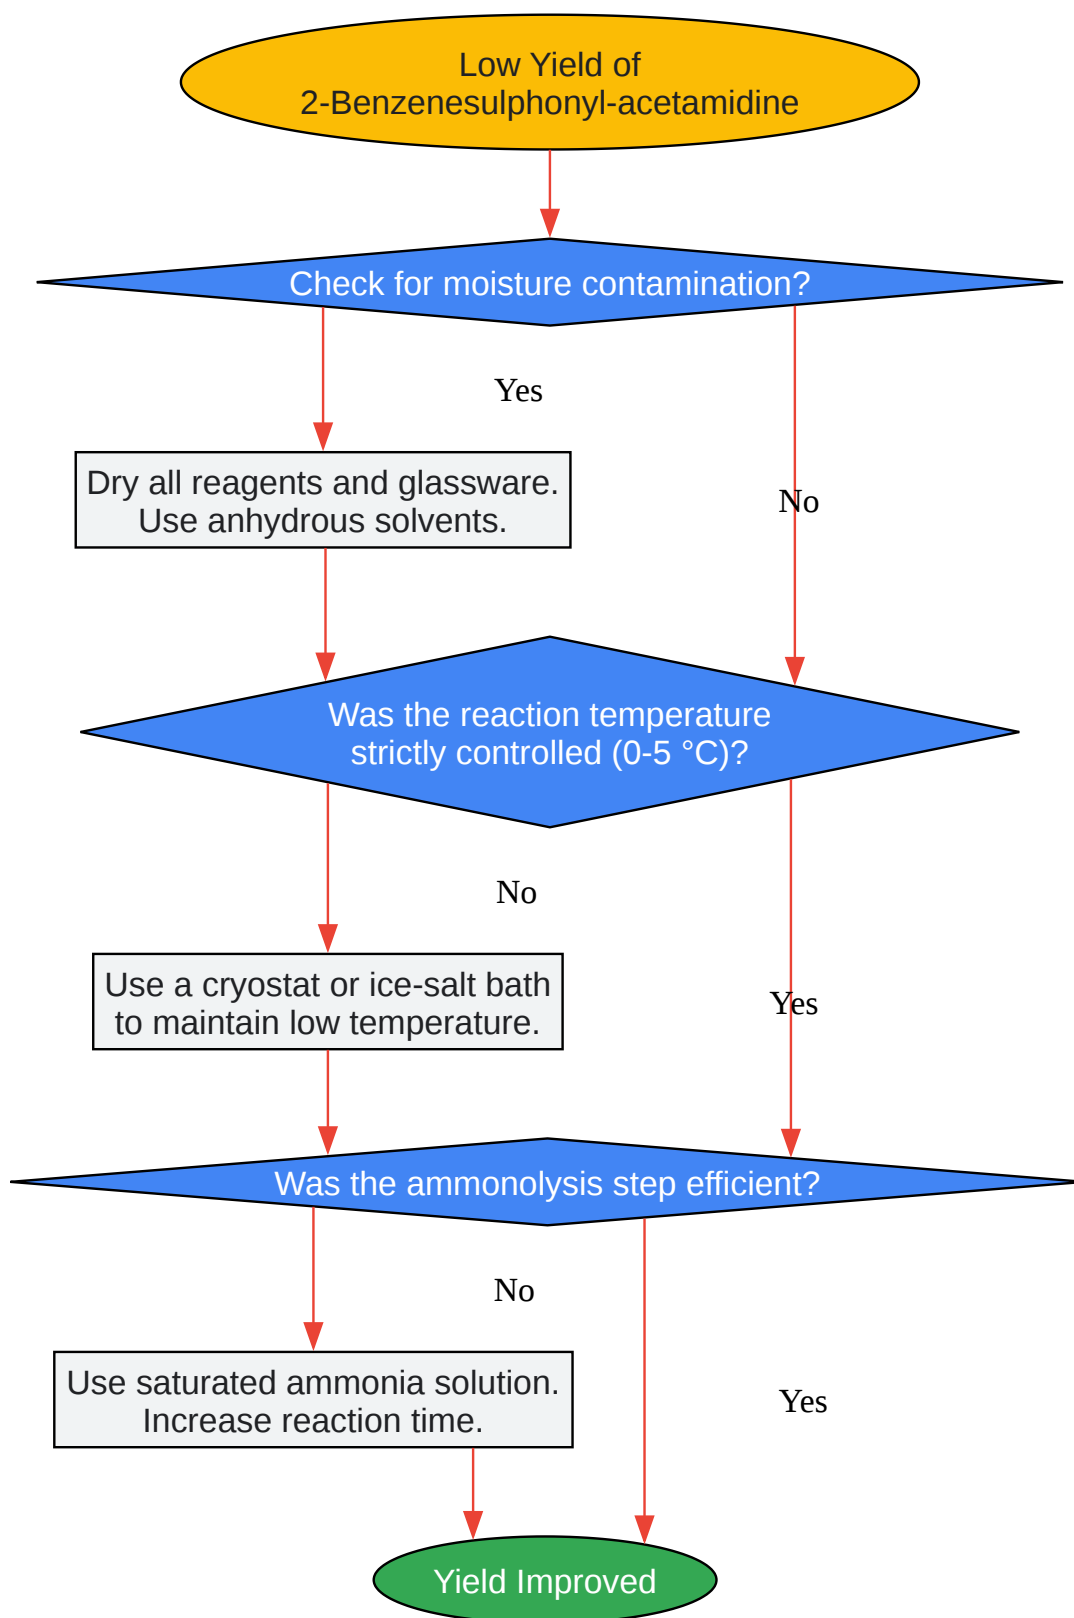 Low Yield of
2-Benzenesulphonyl-acetamidine
Check for moisture contamination?
Yes
Dry all reagents and glassware.
Use anhydrous solvents.
No
Was the reaction temperature
strictly controlled (0-5 °C)?
No
Use a cryostat or ice-salt bath
to maintain low temperature.
Yes
Was the ammonolysis step efficient?
No
Use saturated ammonia solution.
Increase reaction time.
Yes
Yield Improved